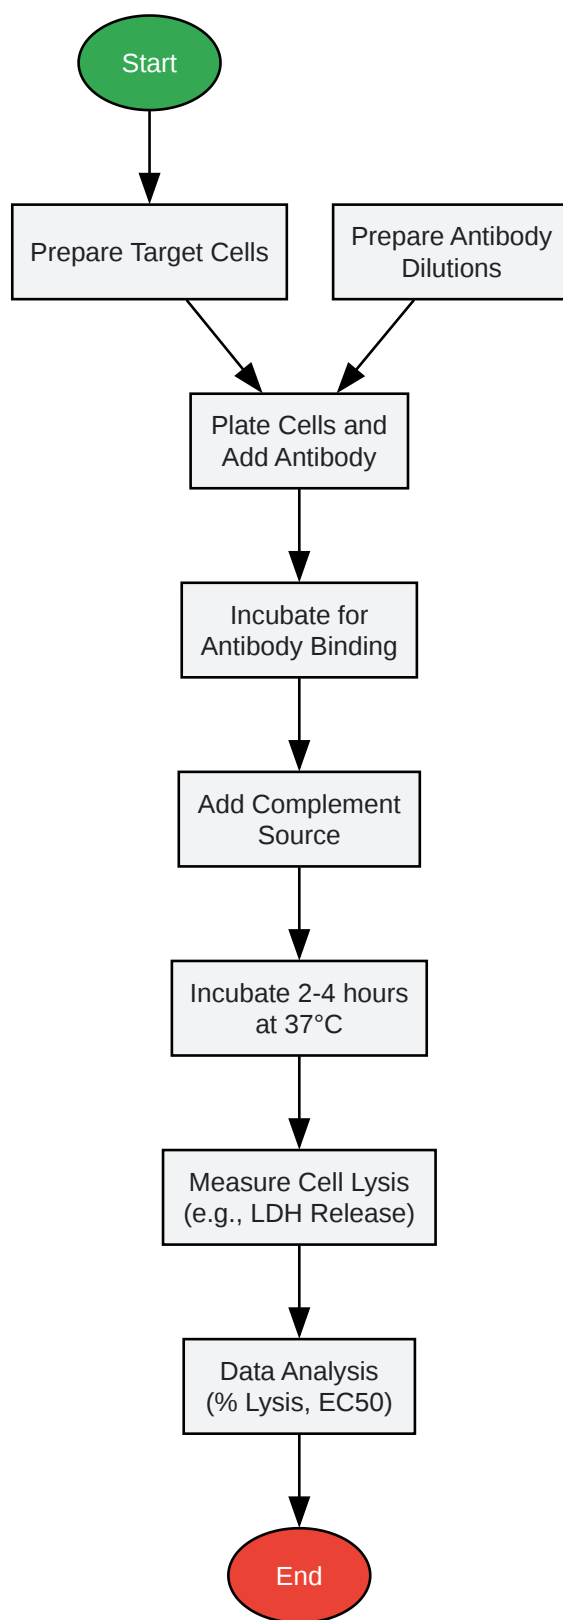 Start
Prepare Target Cells
Prepare Antibody
Dilutions
Plate Cells and
Add Antibody
Incubate for
Antibody Binding
Add Complement
Source
Incubate 2-4 hours
at 37°C
Measure Cell Lysis
(e.g., LDH Release)
Data Analysis
(% Lysis, EC50)
End